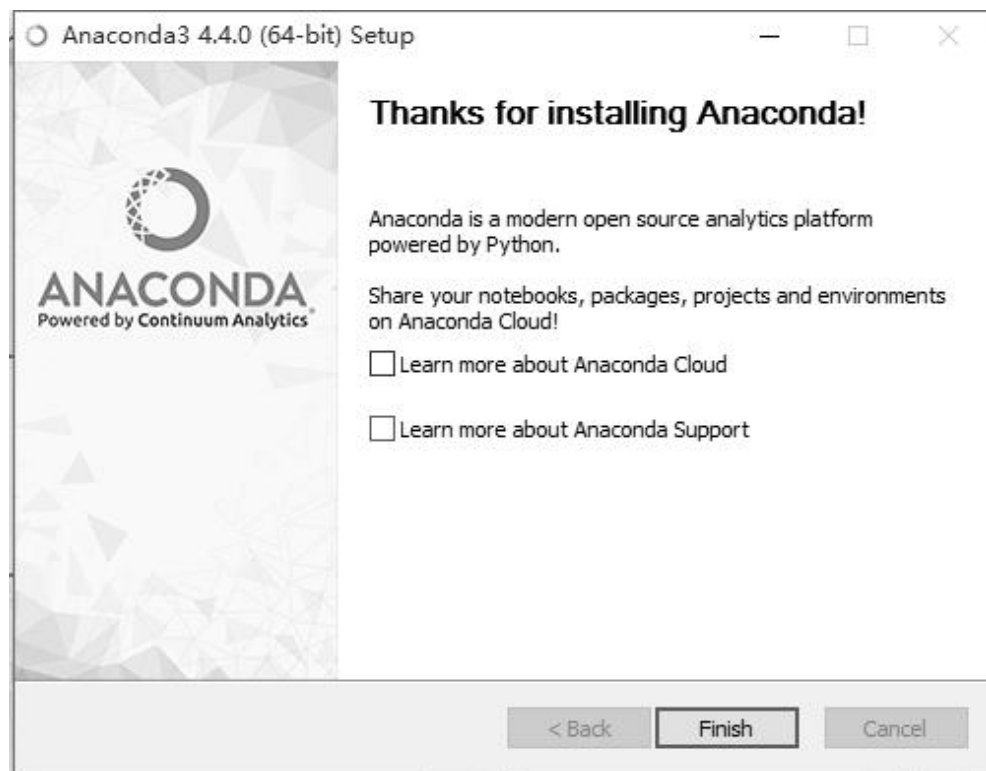 Anaconda3 4.4.0 (64-bit) Setup
Thanks for installing Anaconda!
Anaconda is a modern open source analytics platform
powered by Python.
ANACONDA
Powered by Continuum Analytics®
Share your notebooks, packages, projects and environments
on Anaconda Cloud!
Learn more about Anaconda Cloud
Learn more about Anaconda Support
< Back
Finish
Cancel